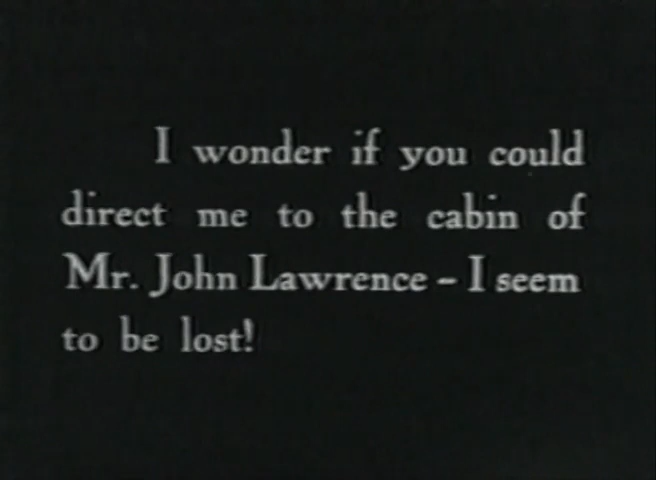 I wonder if you could
direct me to the cabin of
Mr. John Lawrence - I seem
to be lost!